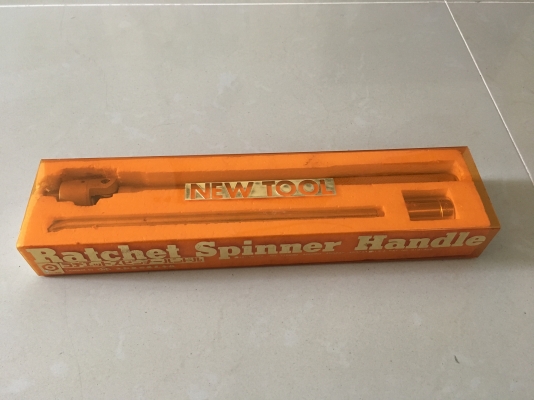 NEW TOOL
Ratchet Spinner Handle